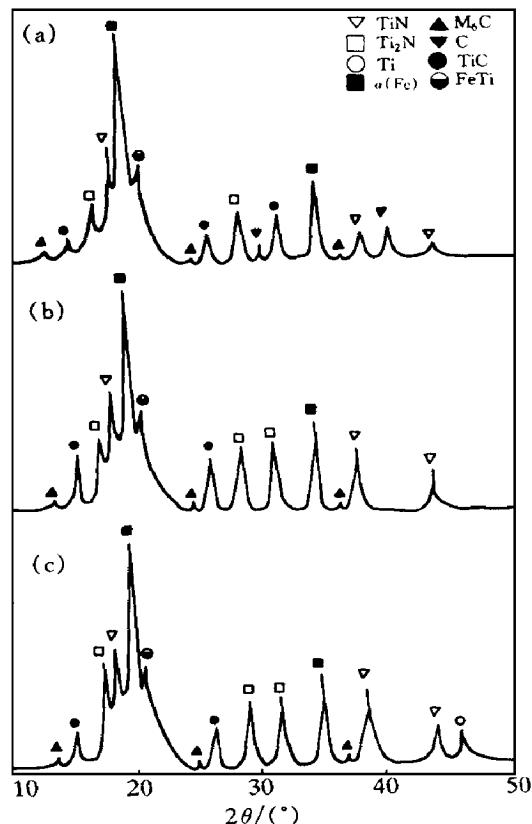 (a)
TiN
M₆C
Ti₂N
C
Ti
TiC
α(Fe)
FeTi
(b)
(c)
10 20 30 40 50
2θ/(°)